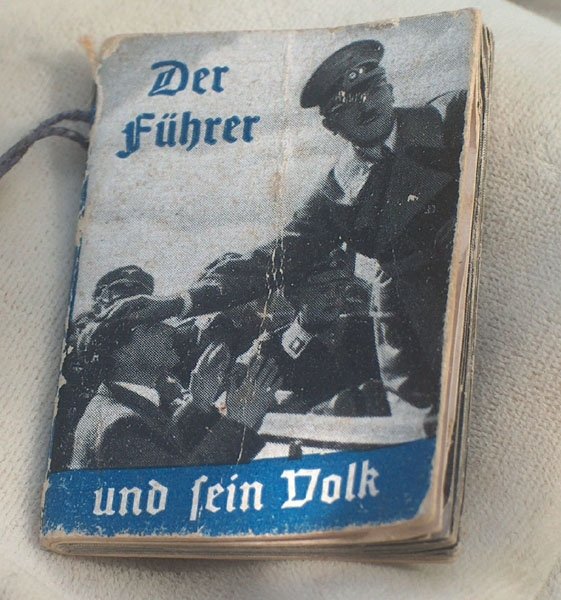 Der
Führer
und sein Volk